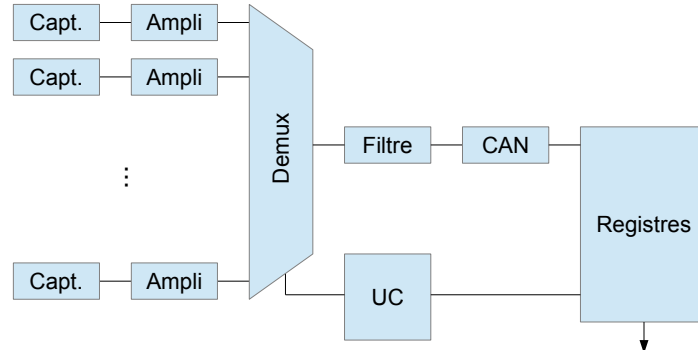 Capt.
Ampli
Capt.
Ampli
Demux
Filtre
CAN
Registres
...
Capt.
Ampli
UC